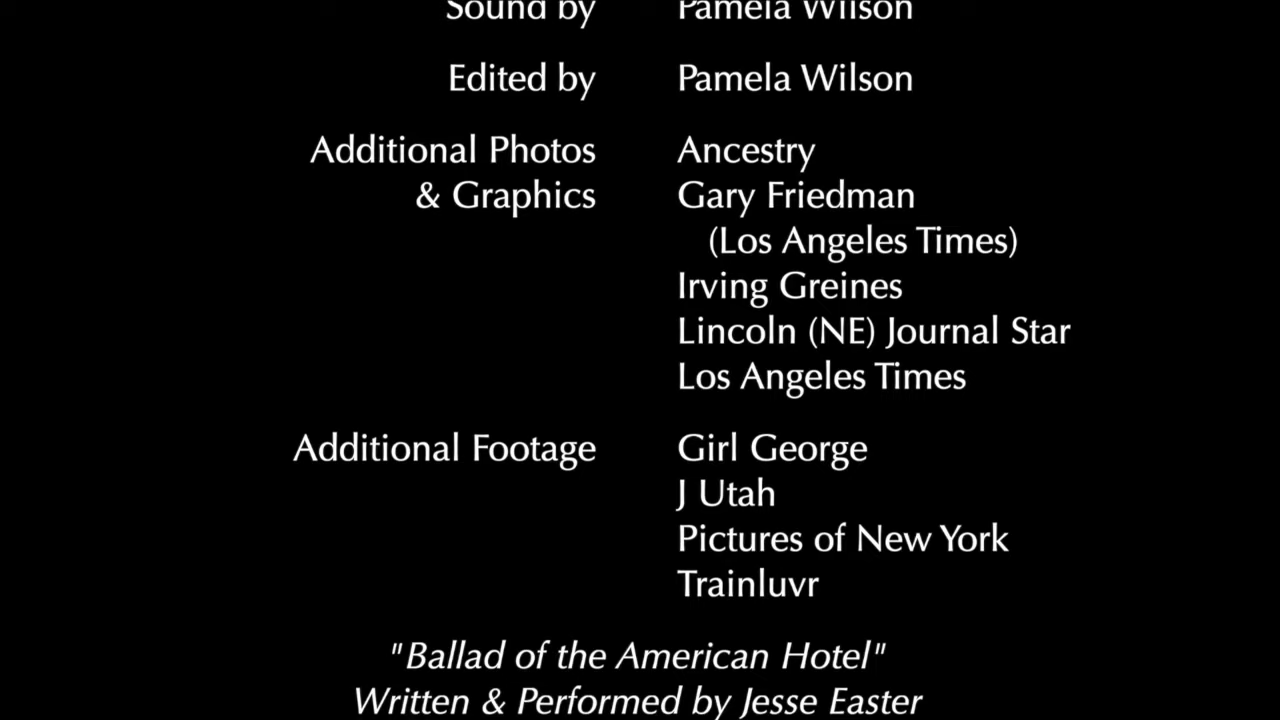 Sound by Pamela Wilson
Edited by Pamela Wilson
Additional Photos Ancestry
& Graphics Gary Friedman
(Los Angeles Times)
Irving Greines
Lincoln (NE) Journal Star
Los Angeles Times
Additional Footage Girl George
J Utah
Pictures of New York
Trainluvr
"Ballad of the American Hotel"
Written & Performed by Jesse Easter